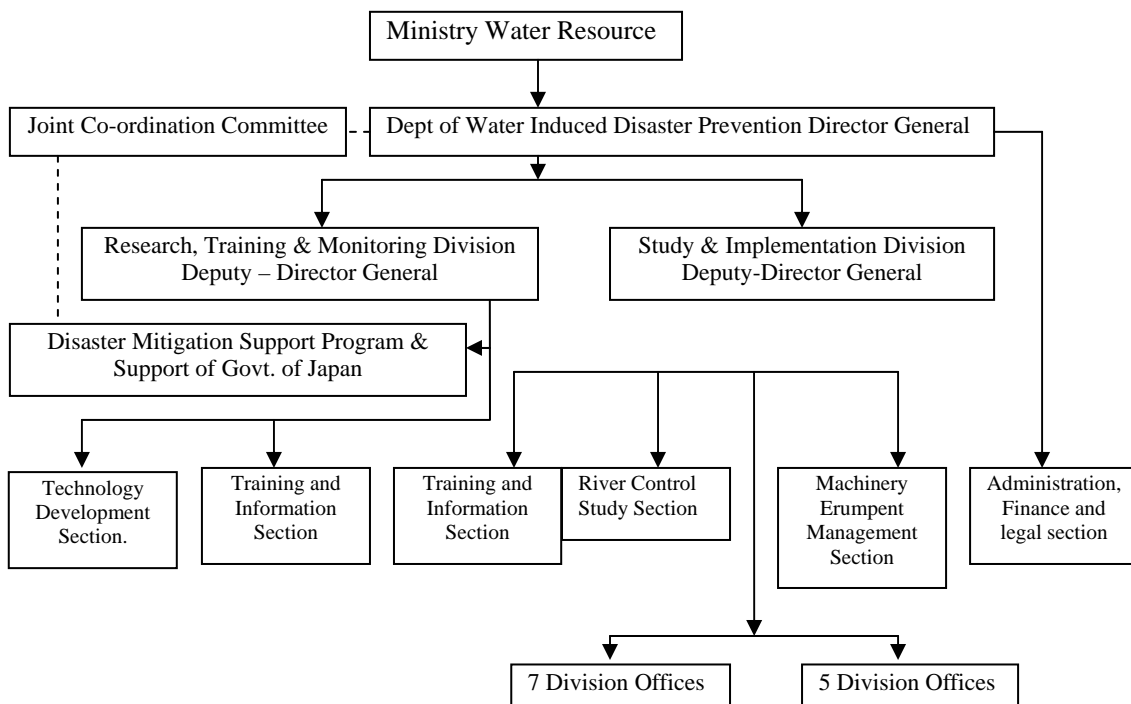 Ministry Water Resource
Joint Co-ordination Committee
Dept of Water Induced Disaster Prevention Director General
Research, Training & Monitoring Division
Deputy – Director General
Study & Implementation Division
Deputy-Director General
Disaster Mitigation Support Program &
Support of Govt. of Japan
Technology
Development
Section.
Training and
Information
Section
Training and
Information
Section
River Control
Study Section
Machinery
Erumpent
Management
Section
Administration,
Finance and
legal section
7 Division Offices
5 Division Offices